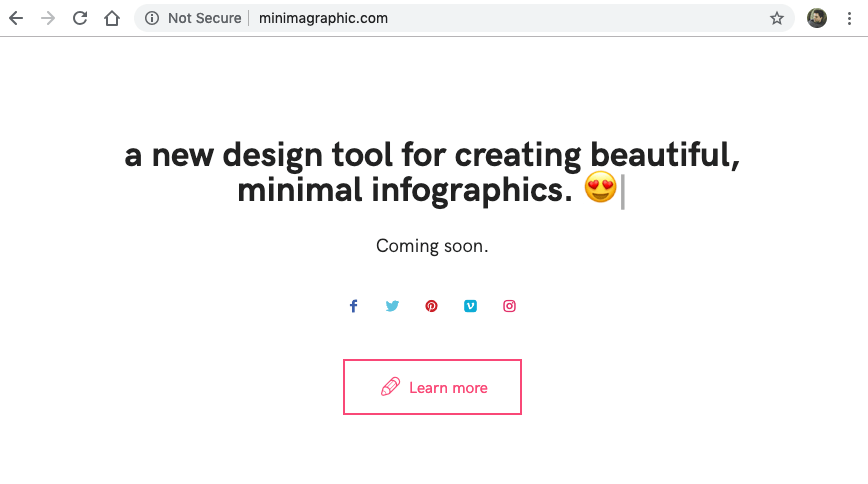 Not Secure minimagraphic.com
a new design tool for creating beautiful,
minimal infographics. 😍
Coming soon.
Learn more